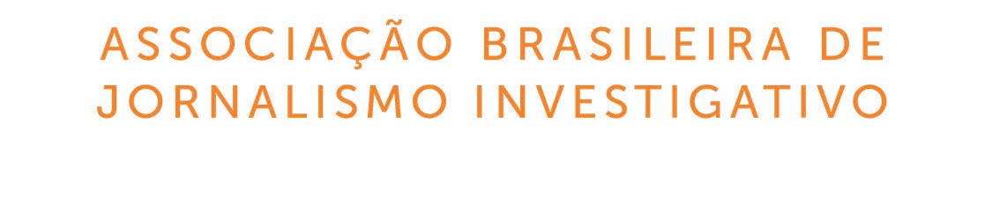 ASSOCIAÇÃO BRASILEIRA DE
JORNALISMO INVESTIGATIVO